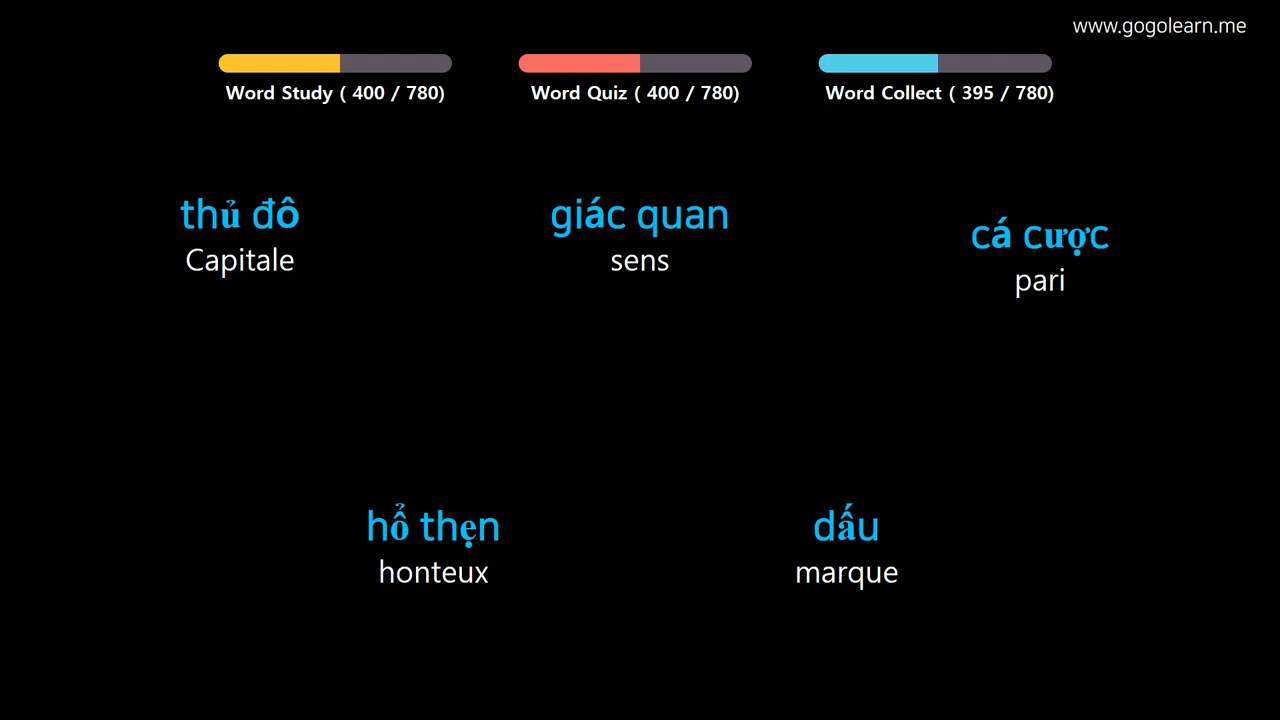 www.gogolearn.me
Word Study ( 400 / 780)
Word Quiz ( 400 / 780)
Word Collect ( 395 / 780)
thủ đô
Capitale
giác quan
sens
cá cược
pari
hổ thẹn
honteux
dấu
marque